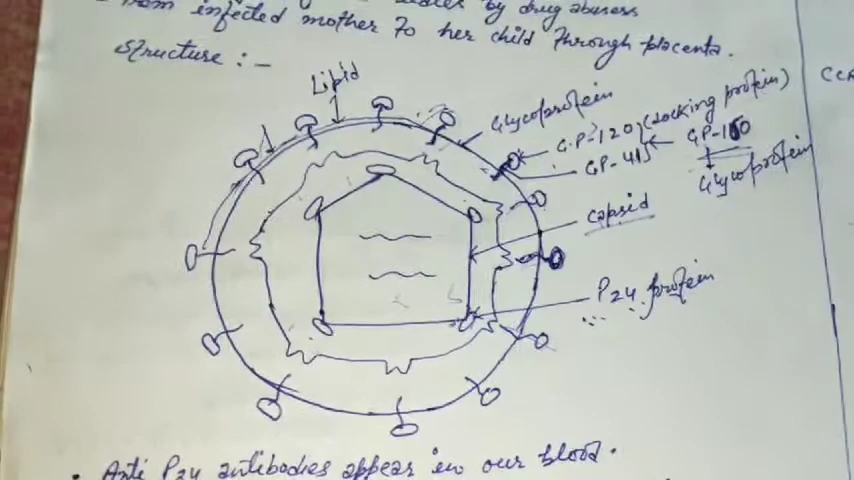 by drug abusers
from infected mother to her child through placenta.
Structure : -
Lipid
Glycoprotein
G.P-120 (docking protein)
GP-41
GP-160
Glycoprotein
Capsid
P24 protein
• Anti P24 antibodies appear in our blood.